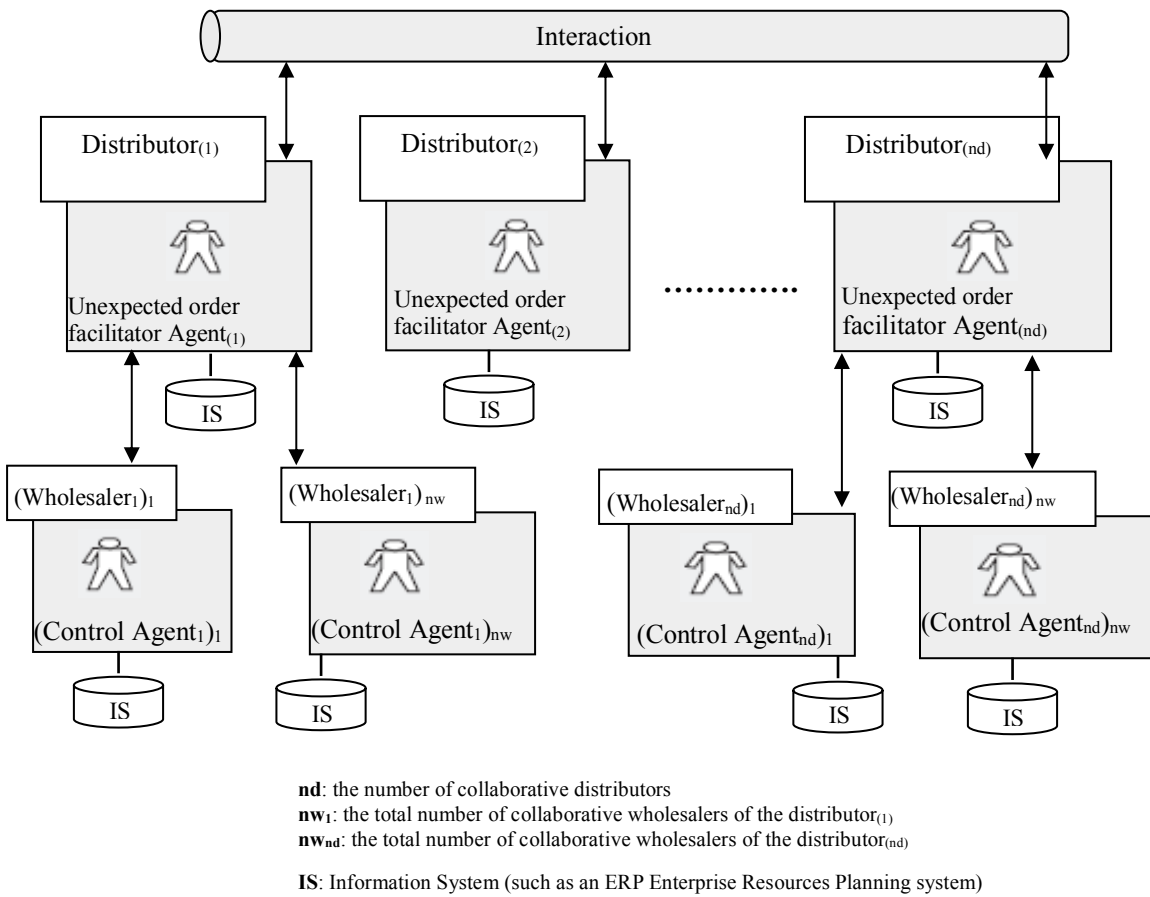 Interaction
Distributor(1)
Distributor(2)
Distributor(nd)
Unexpected order
facilitator Agent(1)
Unexpected order
facilitator Agent(2)
.............
Unexpected order
facilitator Agent(nd)
IS
IS
IS
(Wholesaler1)1
(Wholesaler1) nw
(Wholesalernd)1
(Wholesalernd) nw
(Control Agent1)1
(Control Agent1)nw
(Control Agentnd)1
(Control Agentnd)nw
IS
IS
IS
IS
nd: the number of collaborative distributors
nw1: the total number of collaborative wholesalers of the distributor(1)
nwnd: the total number of collaborative wholesalers of the distributor(nd)
IS: Information System (such as an ERP Enterprise Resources Planning system)